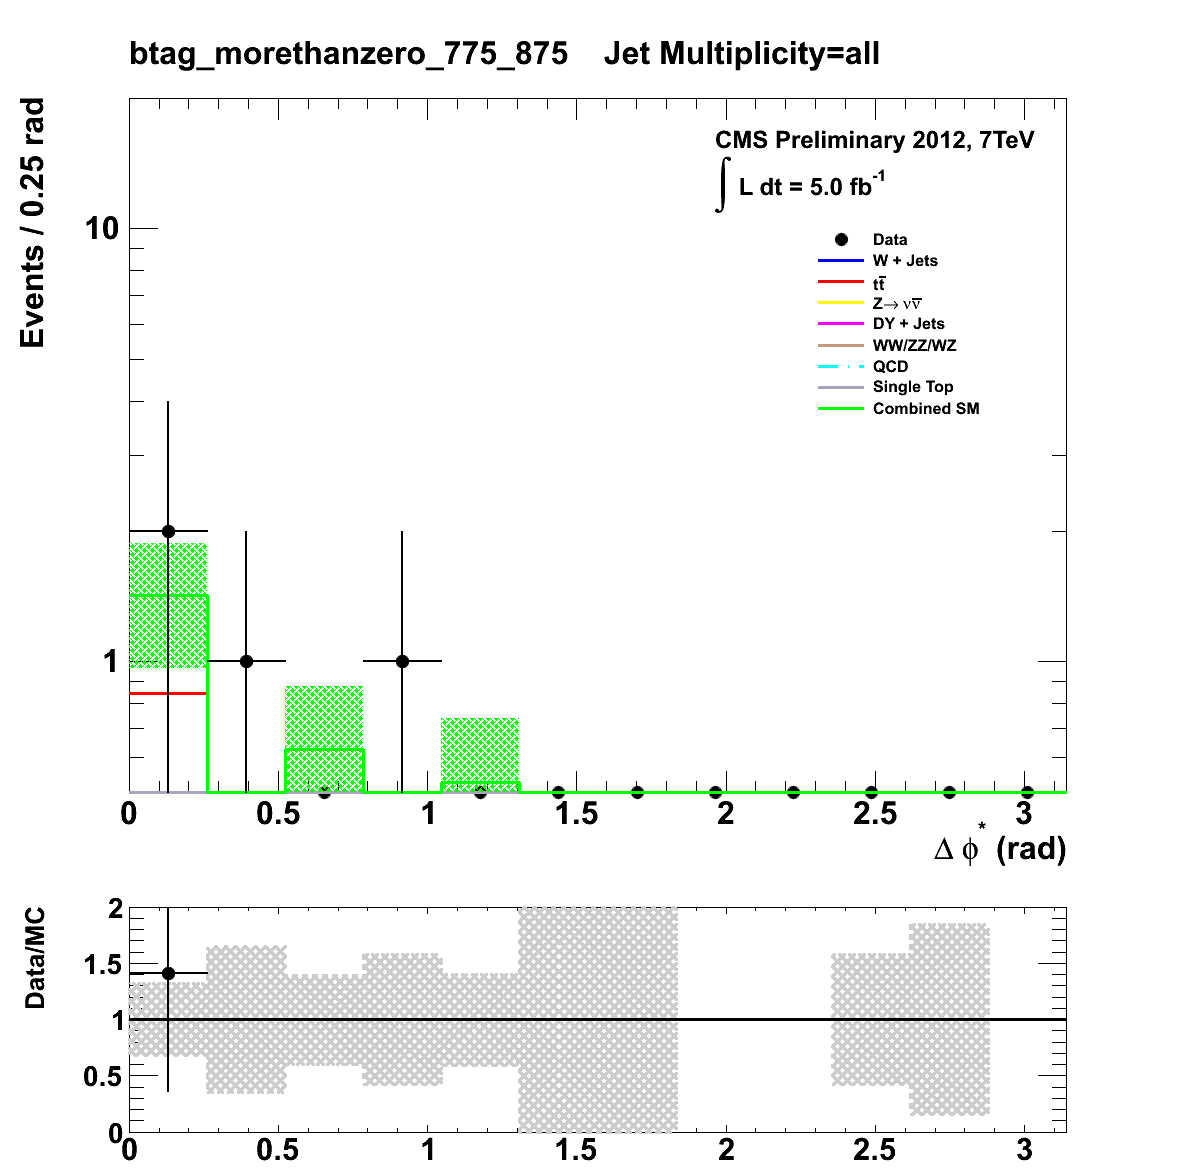 btag_morethanzero_775_875 Jet Multiplicity=all
Events / 0.25 rad
CMS Preliminary 2012, 7TeV
∫ L dt = 5.0 fb⁻¹
Data
W + Jets
tt̅
Z→ νν̅
DY + Jets
WW/ZZ/WZ
QCD
Single Top
Combined SM
10
1
0 0.5 1 1.5 2 2.5 3
Δ ϕ* (rad)
Data/MC
2
1.5
1
0.5
0
0 0.5 1 1.5 2 2.5 3